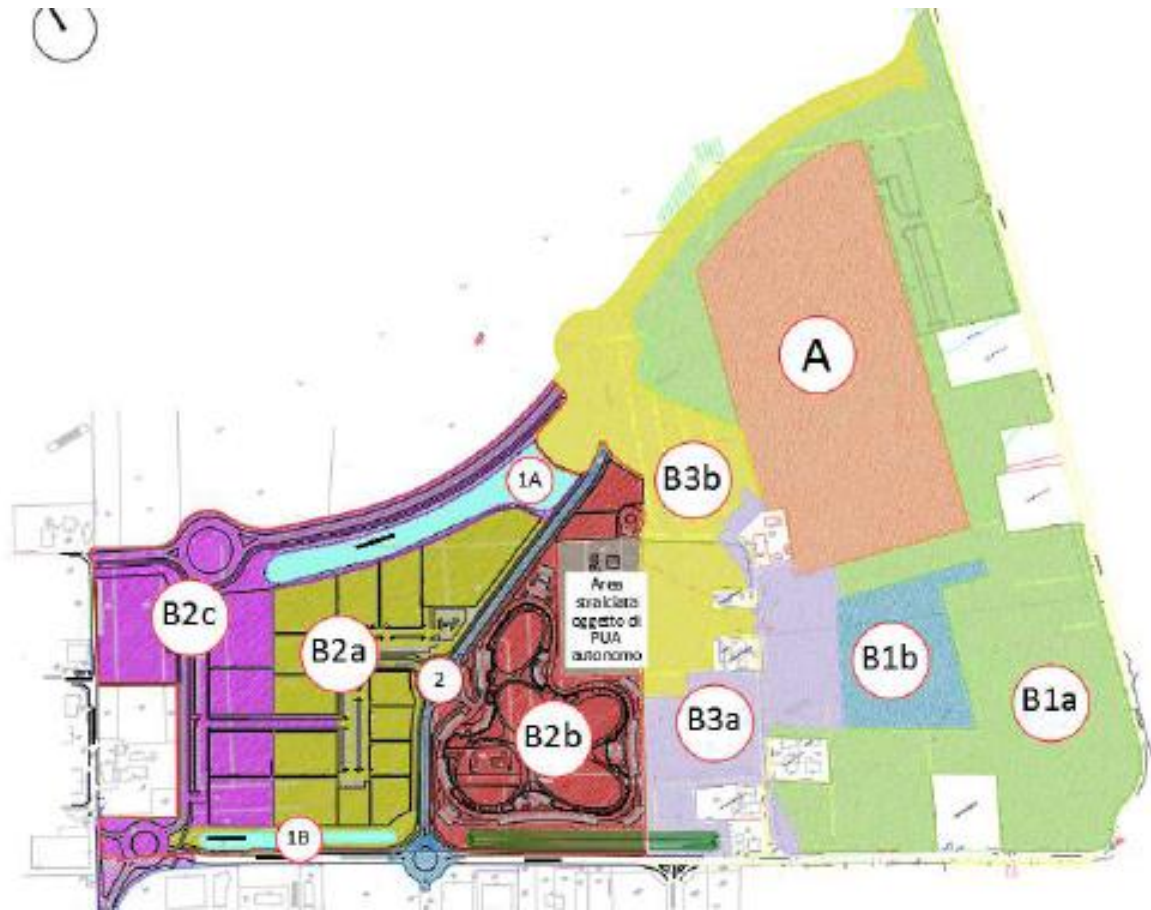 A
B3b
1A
Area
stralciata
oggetto di
PUA
autonomo
B2c
B2a
2
B1b
B1a
B3a
B2b
1B